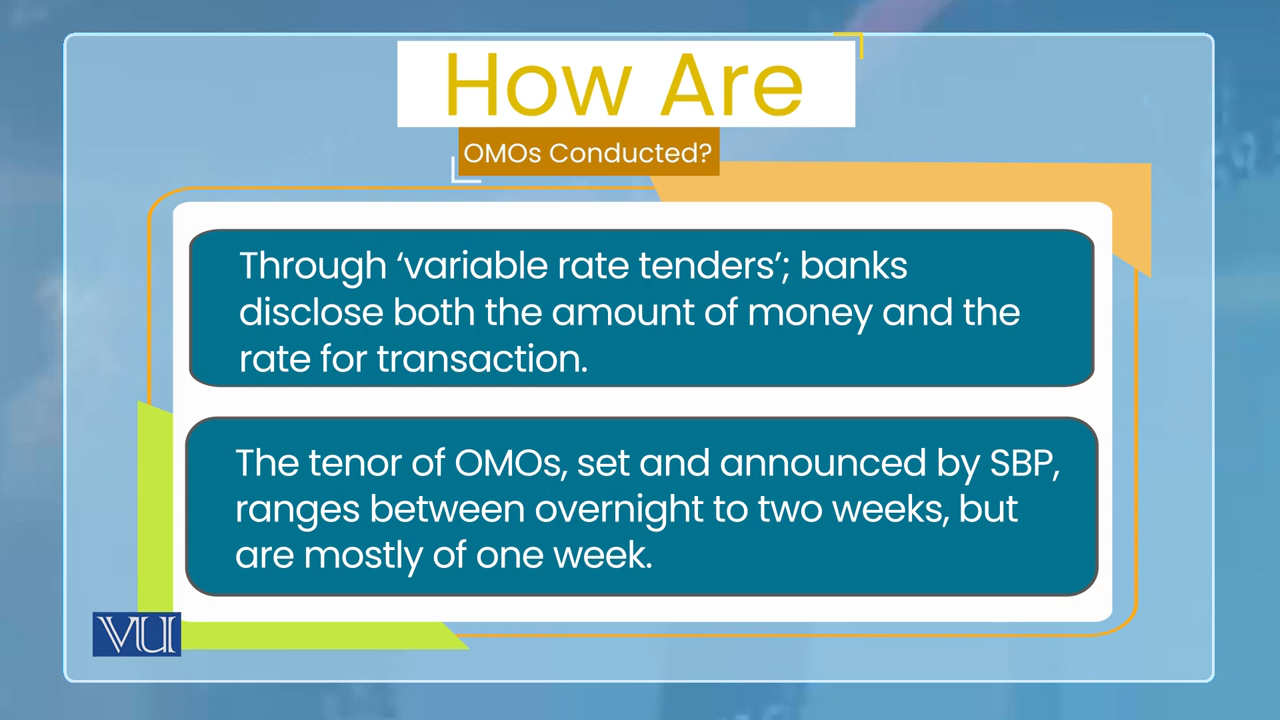 How Are
OMOs Conducted?
Through ‘variable rate tenders’; banks
disclose both the amount of money and the
rate for transaction.
The tenor of OMOs, set and announced by SBP,
ranges between overnight to two weeks, but
are mostly of one week.
VU